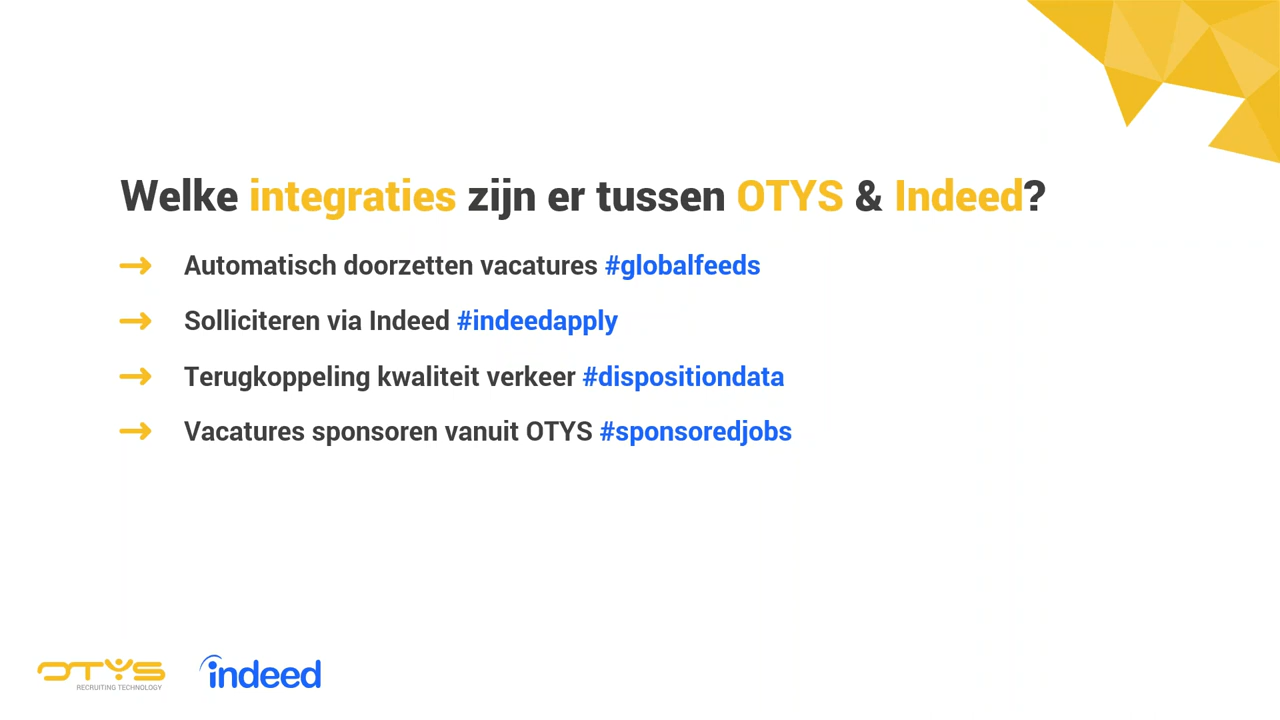 Welke integraties zijn er tussen OTYS & Indeed?
Automatisch doorzetten vacatures #globalfeeds
Solliciteren via Indeed #indeedapply
Terugkoppeling kwaliteit verkeer #dispositiondata
Vacatures sponsoren vanuit OTYS #sponsoredjobs
OTYS
RECRUITING TECHNOLOGY
indeed